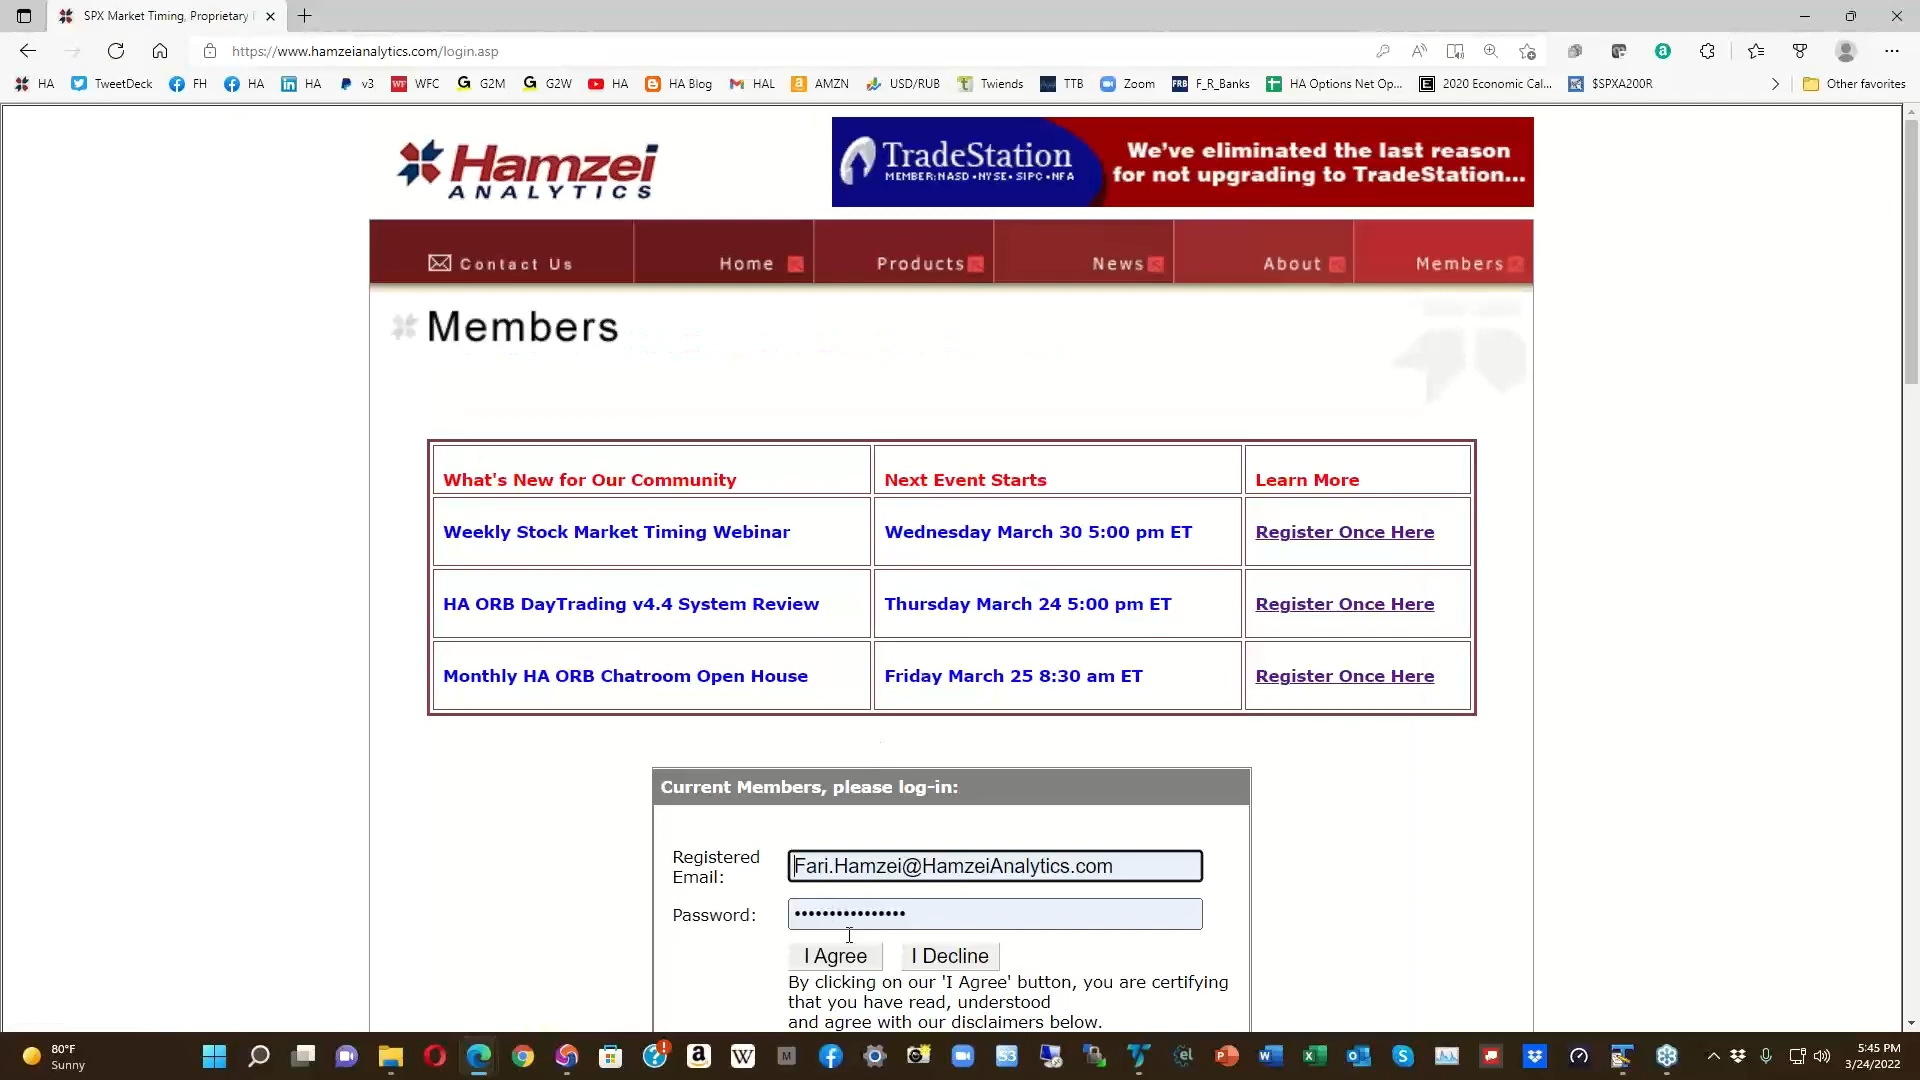 SPX Market Timing, Proprietary
https://www.hamzeianalytics.com/login.asp
HA TweetDeck FH HA HA v3 WFC G2M G2W HA HA Blog HAL AMZN USD/RUB Twiends TTB Zoom F_R_Banks HA Options Net Op... 2020 Economic Cal... $SPXA200R Other favorites
Hamzei
ANALYTICS
TradeStation
MEMBER: NASD • NYSE • SIPC • NFA
We've eliminated the last reason
for not upgrading to TradeStation...
Contact Us Home Products News About Members
Members
What's New for Our Community Next Event Starts Learn More
Weekly Stock Market Timing Webinar Wednesday March 30 5:00 pm ET Register Once Here
HA ORB DayTrading v4.4 System Review Thursday March 24 5:00 pm ET Register Once Here
Monthly HA ORB Chatroom Open House Friday March 25 8:30 am ET Register Once Here
Current Members, please log-in:
Registered
Email:
Fari.Hamzei@HamzeiAnalytics.com
Password: ••••••••••••••••
I Agree I Decline
By clicking on our 'I Agree' button, you are certifying
that you have read, understood
and agree with our disclaimers below.
80°F
Sunny
5:45 PM
3/24/2022